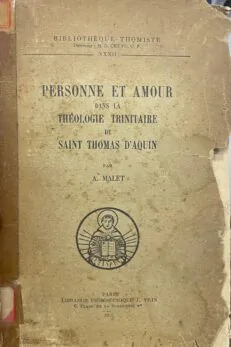 BIBLIOTHÈQUE THOMISTE
XXXII
PERSONNE ET AMOUR
DANS LA
THÉOLOGIE TRINITAIRE
DE
SAINT THOMAS D'AQUIN
PAR
A. MALET
PARIS
LIBRAIRIE PHILOSOPHIQUE J. VRIN